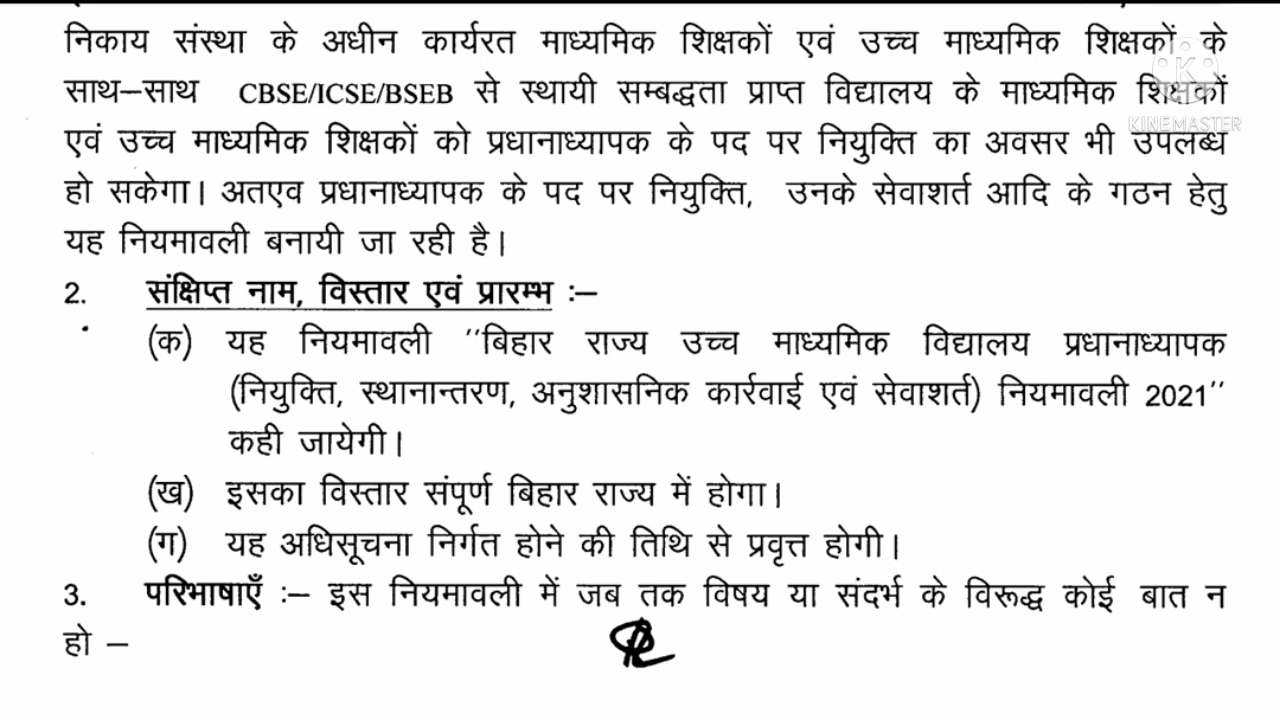 निकाय संस्था के अधीन कार्यरत माध्यमिक शिक्षकों एवं उच्च माध्यमिक शिक्षकों के
साथ–साथ CBSE/ICSE/BSEB से स्थायी सम्बद्धता प्राप्त विद्यालय के माध्यमिक शिक्षकों
KINEMASTER
एवं उच्च माध्यमिक शिक्षकों को प्रधानाध्यापक के पद पर नियुक्ति का अवसर भी उपलब्ध
हो सकेगा। अतएव प्रधानाध्यापक के पद पर नियुक्ति, उनके सेवाशर्त आदि के गठन हेतु
यह नियमावली बनायी जा रही है।
2. संक्षिप्त नाम, विस्तार एवं प्रारम्भ :–
(क) यह नियमावली ''बिहार राज्य उच्च माध्यमिक विद्यालय प्रधानाध्यापक
(नियुक्ति, स्थानान्तरण, अनुशासनिक कार्रवाई एवं सेवाशर्त) नियमावली 2021''
कही जायेगी।
(ख) इसका विस्तार संपूर्ण बिहार राज्य में होगा।
(ग) यह अधिसूचना निर्गत होने की तिथि से प्रवृत्त होगी।
3. परिभाषाएँ :– इस नियमावली में जब तक विषय या संदर्भ के विरूद्ध कोई बात न
हो –